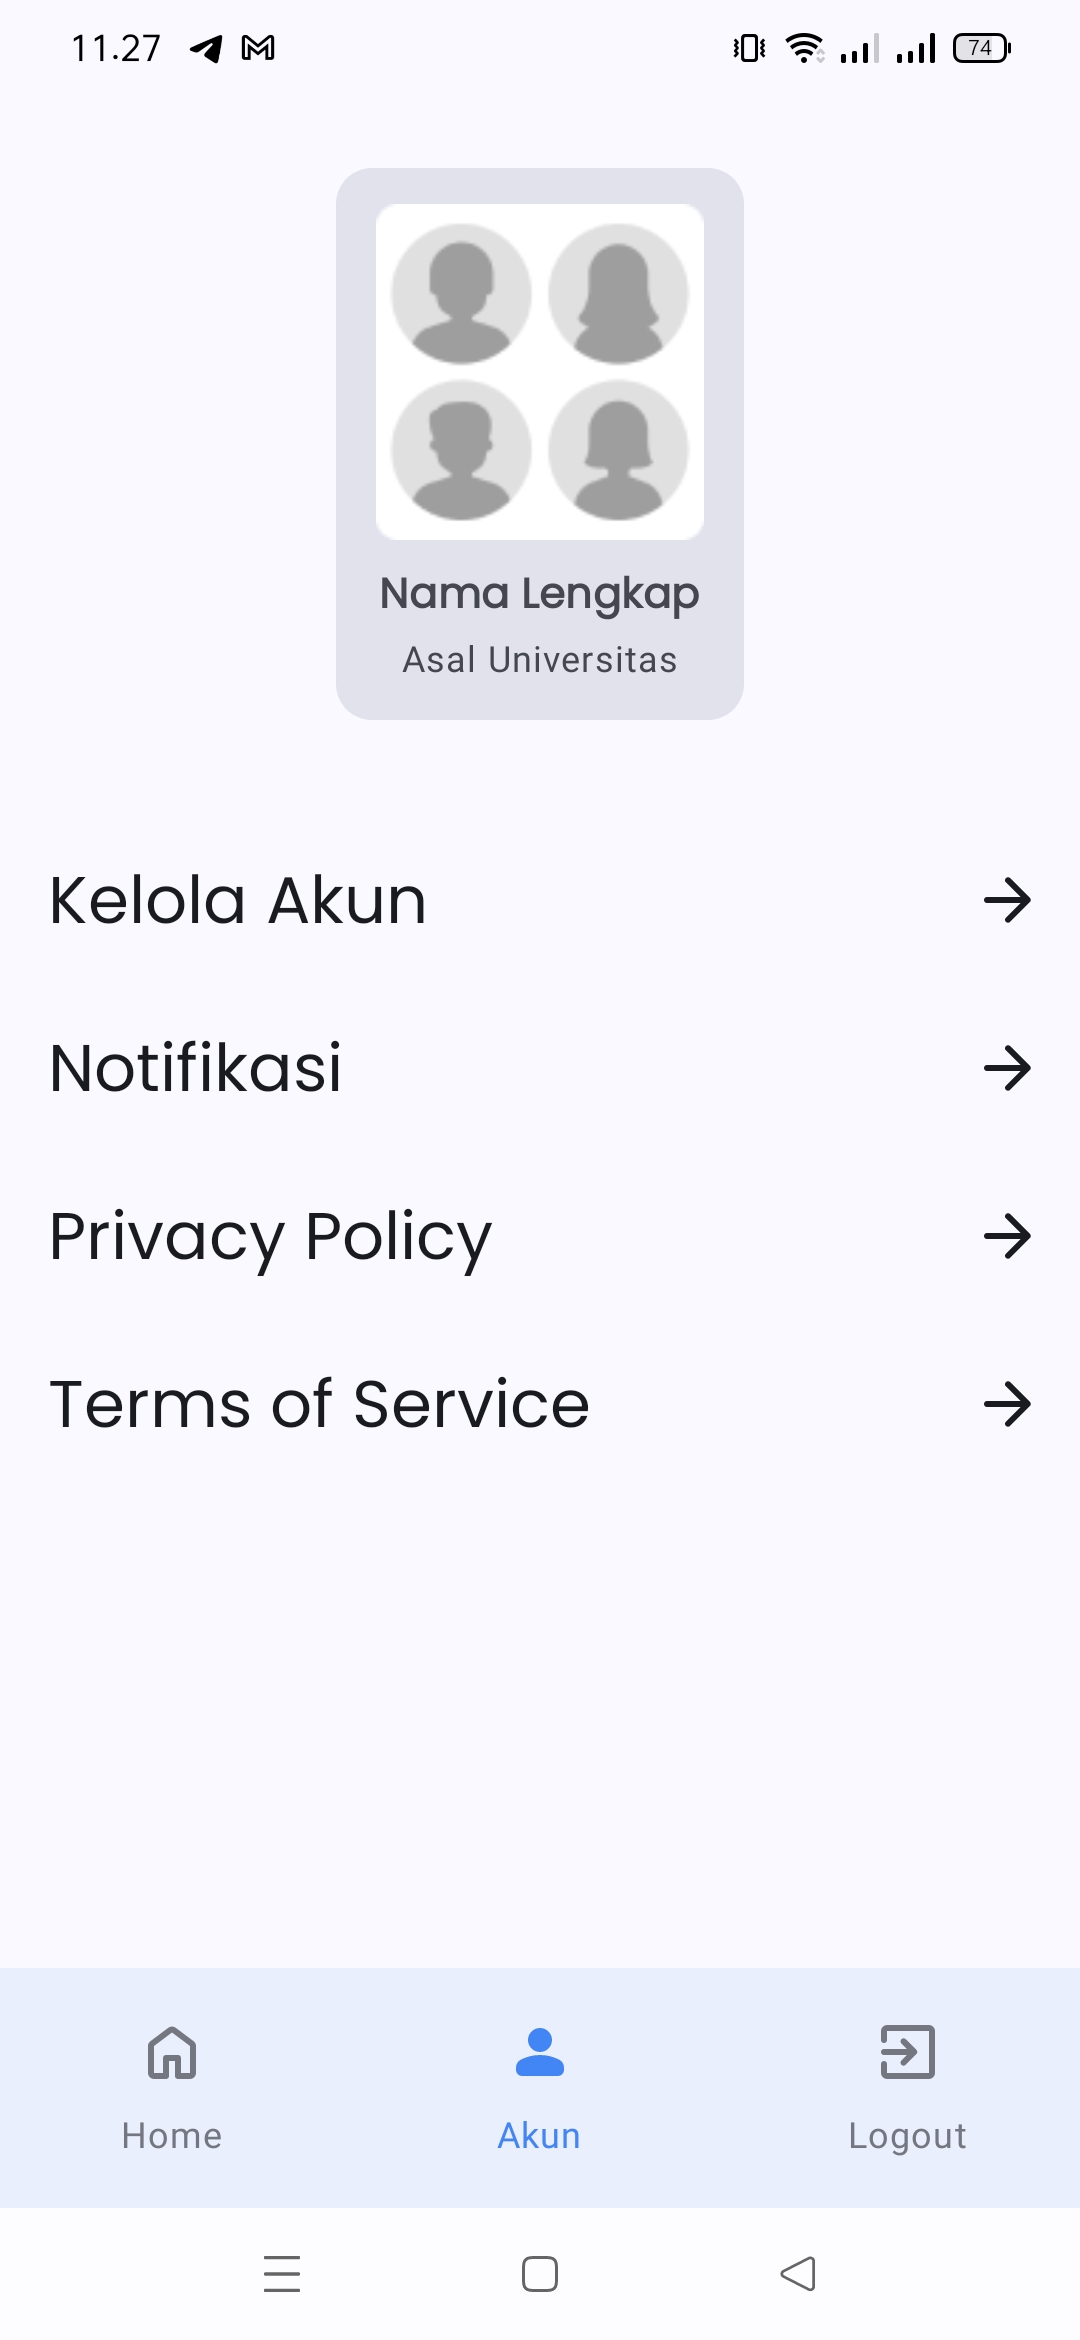 11.27
74
Nama Lengkap
Asal Universitas
Kelola Akun
Notifikasi
Privacy Policy
Terms of Service
Home
Akun
Logout